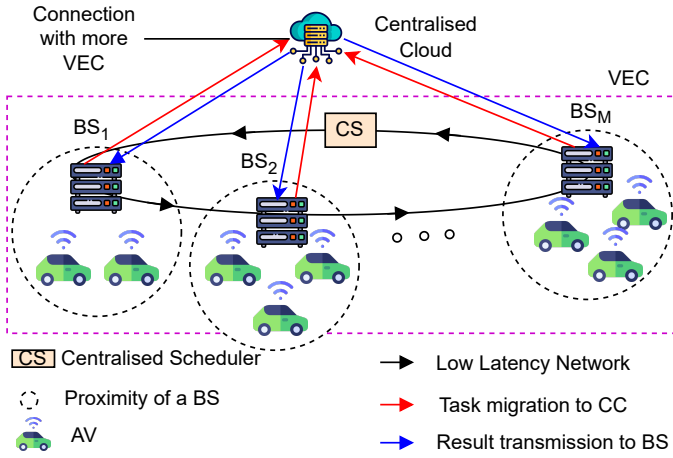 Connection
with more
VEC
Centralised
Cloud
VEC
BS1
CS
BS2
BSM
CS Centralised Scheduler
Proximity of a BS
AV
Low Latency Network
Task migration to CC
Result transmission to BS